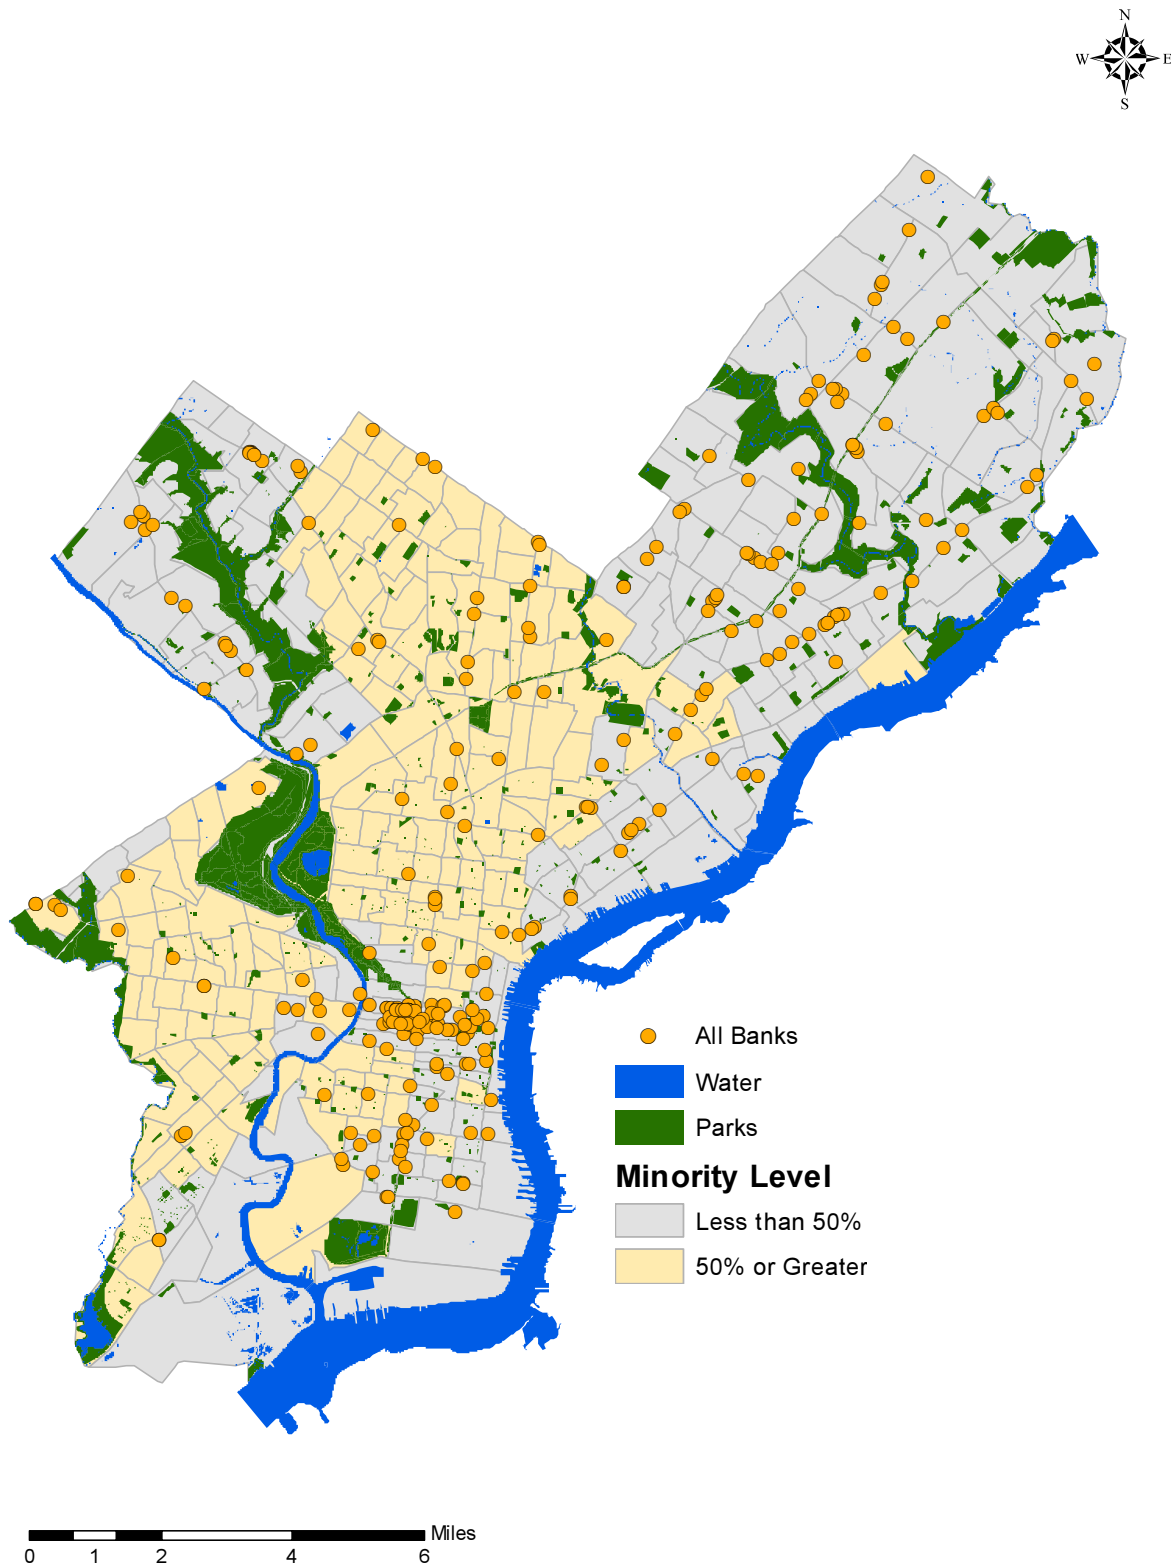 N
W E
S
All Banks
Water
Parks
Minority Level
Less than 50%
50% or Greater
Miles
0 1 2 4 6